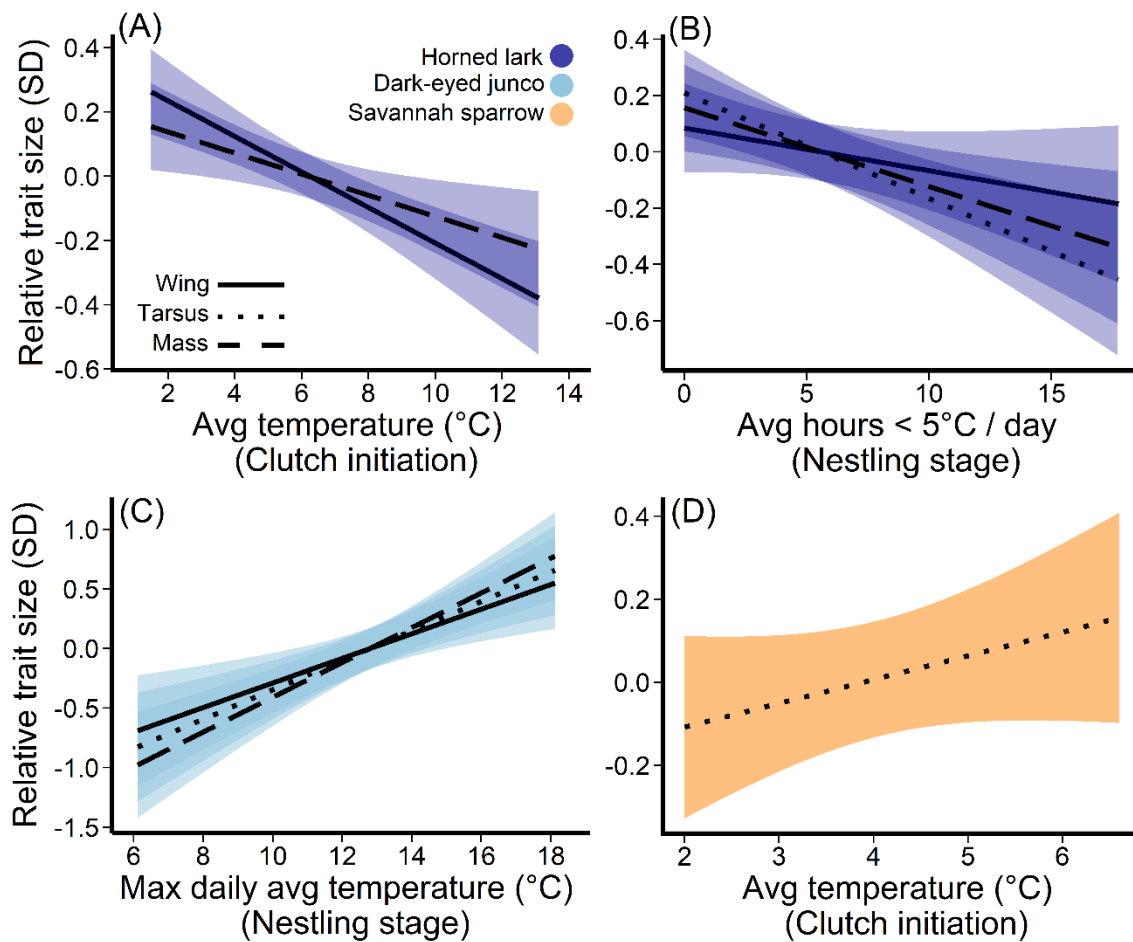 (A)
Horned lark
Dark-eyed junco
Savannah sparrow
Relative trait size (SD)
0.4
0.2
0.0
-0.2
-0.4
-0.6
Wing
Tarsus
Mass
2 4 6 8 10 12 14
Avg temperature (°C)
(Clutch initiation)
(B)
0.4
0.2
0.0
-0.2
-0.4
-0.6
0 5 10 15
Avg hours < 5°C / day
(Nestling stage)
(C)
Relative trait size (SD)
1.0
0.5
0.0
-0.5
-1.0
-1.5
6 8 10 12 14 16 18
Max daily avg temperature (°C)
(Nestling stage)
(D)
0.4
0.2
0.0
-0.2
2 3 4 5 6
Avg temperature (°C)
(Clutch initiation)